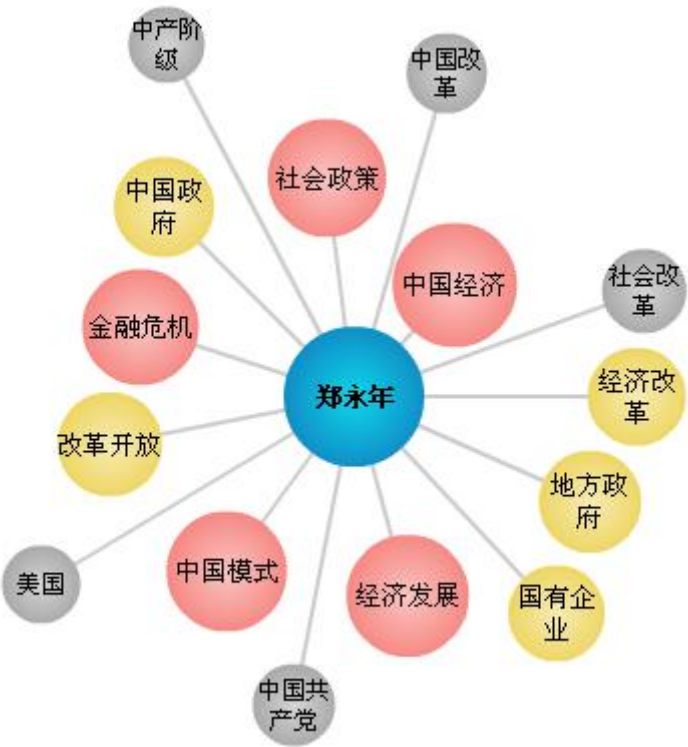 中产阶
级
中国改
革
社会政策
中国政
府
中国经济
社会改
革
金融危机
郑永年
经济改
革
改革开放
地方政
府
中国模式
美国
经济发展
国有企
业
中国共
产党